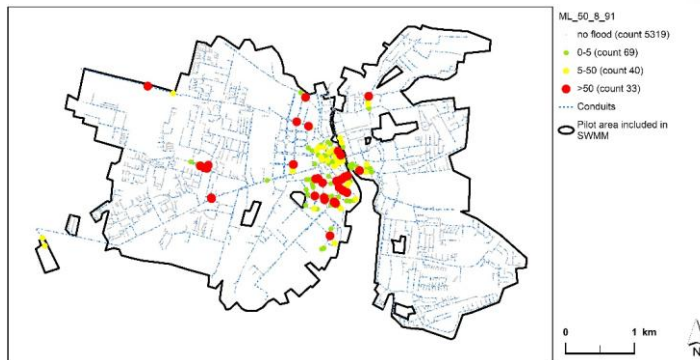 ML_50_8_91
no flood (count 5319)
0-5 (count 69)
5-50 (count 40)
>50 (count 33)
Conduits
Pilot area included in
SWMM
0 1 km
N